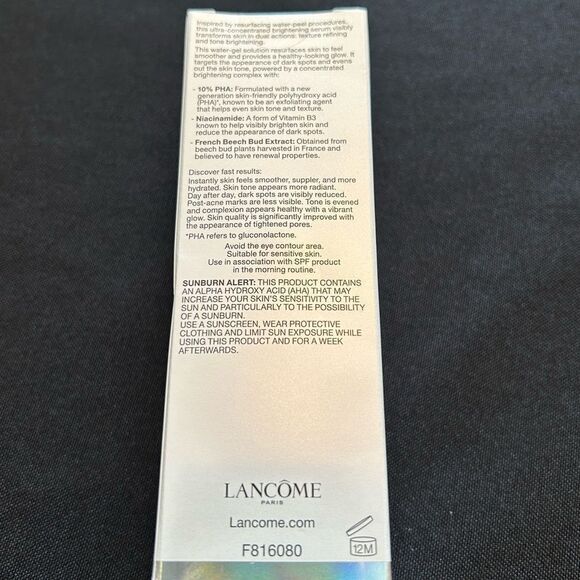 Inspired by resurfacing water-peel procedures,
this ultra-concentrated brightening serum visibly
transforms skin in dual actions: texture refining
and tone brightening.
This water-gel solution resurfaces skin to feel
smoother and provides a healthy-looking glow. It
targets the appearance of dark spots and evens
out the skin tone, powered by a concentrated
brightening complex with:
- 10% PHA: Formulated with a new
generation skin-friendly polyhydroxy acid
(PHA)*, known to be an exfoliating agent
that helps even skin tone and texture.
- Niacinamide: A form of Vitamin B3
known to help visibly brighten skin and
reduce the appearance of dark spots.
- French Beech Bud Extract: Obtained from
beech bud plants harvested in France and
believed to have renewal properties.
Discover fast results:
Instantly skin feels smoother, suppler, and more
hydrated. Skin tone appears more radiant.
Day after day, dark spots are visibly reduced.
Post-acne marks are less visible. Tone is evened
and complexion appears healthy with a vibrant
glow. Skin quality is significantly improved with
the appearance of tightened pores.
*PHA refers to gluconolactone.
Avoid the eye contour area.
Suitable for sensitive skin.
Use in association with SPF product
in the morning routine.
SUNBURN ALERT: THIS PRODUCT CONTAINS
AN ALPHA HYDROXY ACID (AHA) THAT MAY
INCREASE YOUR SKIN'S SENSITIVITY TO THE
SUN AND PARTICULARLY TO THE POSSIBILITY
OF A SUNBURN.
USE A SUNSCREEN, WEAR PROTECTIVE
CLOTHING AND LIMIT SUN EXPOSURE WHILE
USING THIS PRODUCT AND FOR A WEEK
AFTERWARDS.
LANCÔME
PARIS
Lancome.com
F816080
12M